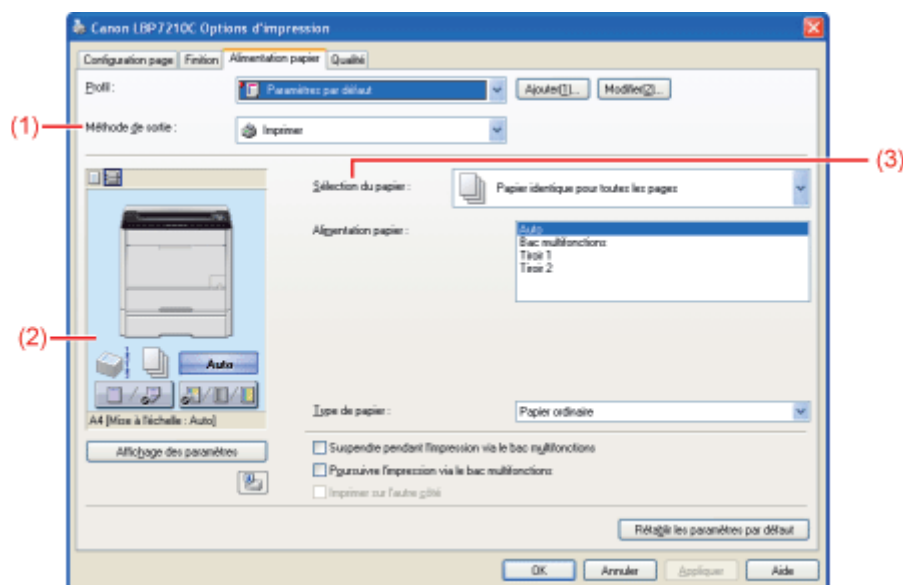 Canon LBP7210C Options d'impression
Configuration page Finition Alimentation papier Qualité
Profil : Paramètres par défaut Ajouter(1)... Modifier(2)...
(1) Méthode de sortie : Imprimer
(3)
Sélection du papier : Papier identique pour toutes les pages
Alimentation papier : Auto
Bac multifonctions
Tiroir 1
Tiroir 2
(2)
Auto
A4 [Mise à l'échelle : Auto]
Type de papier : Papier ordinaire
Affichage des paramètres
Suspendre pendant l'impression via le bac multifonctions
Poursuivre l'impression via le bac multifonctions
Imprimer sur l'autre côté
Rétablir les paramètres par défaut
OK Annuler Appliquer Aide